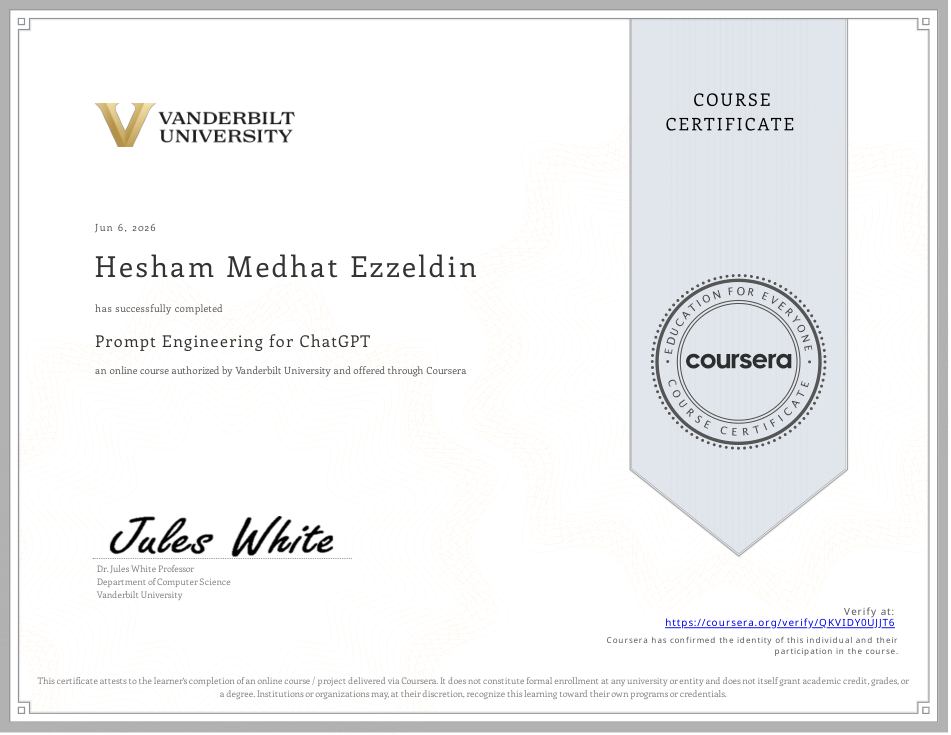 VANDERBILT
UNIVERSITY
COURSE
CERTIFICATE
Jun 6, 2026
Hesham Medhat Ezzeldin
has successfully completed
Prompt Engineering for ChatGPT
an online course authorized by Vanderbilt University and offered through Coursera
EDUCATION FOR EVERYONE
coursera
COURSE CERTIFICATE
Jules White
Dr. Jules White Professor
Department of Computer Science
Vanderbilt University
Verify at:
https://coursera.org/verify/QKVIDY0UJJT6
Coursera has confirmed the identity of this individual and their
participation in the course.
This certificate attests to the learner's completion of an online course / project delivered via Coursera. It does not constitute formal enrollment at any university or entity and does not itself grant academic credit, grades, or
a degree. Institutions or organizations may, at their discretion, recognize this learning toward their own programs or credentials.